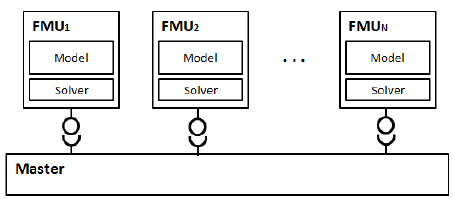 FMU1 FMU2 FMUN
Model Model ... Model
Solver Solver Solver
Master